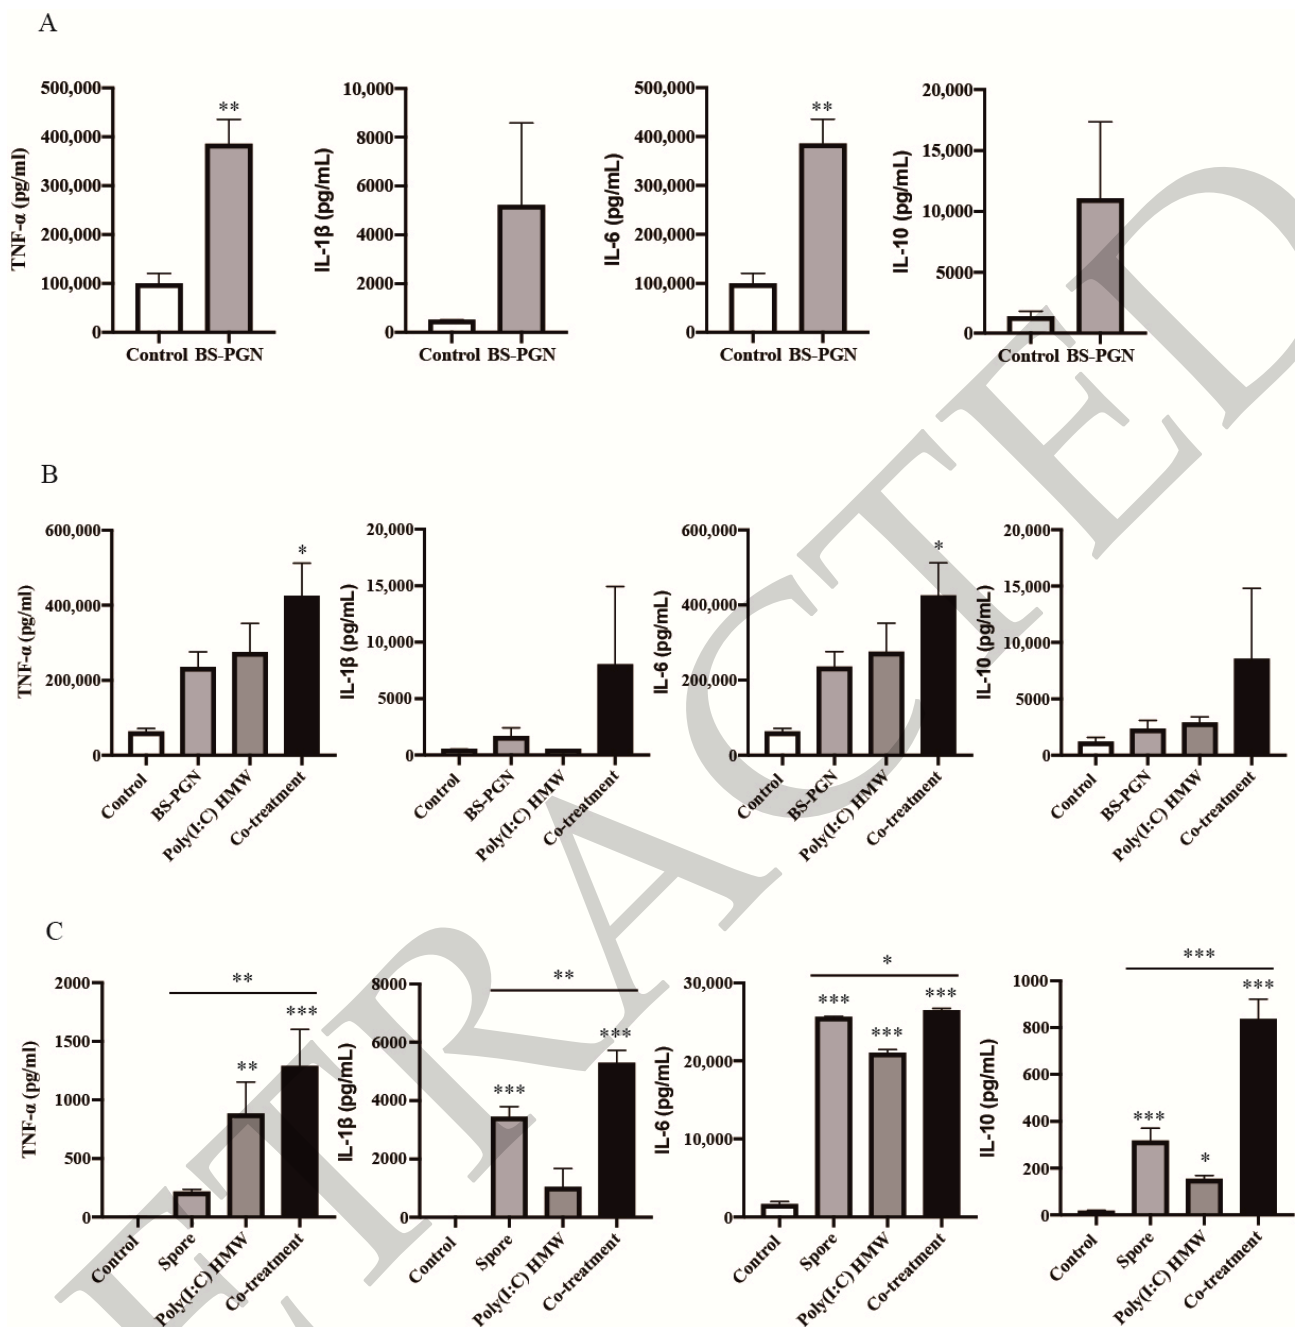 A
500,000
400,000
300,000
200,000
100,000
0
TNF-α (pg/ml)
**
Control BS-PGN
10,000
8000
6000
4000
2000
0
IL-1β (pg/mL)
Control BS-PGN
500,000
400,000
300,000
200,000
100,000
0
IL-6 (pg/mL)
**
Control BS-PGN
20,000
15,000
10,000
5000
0
IL-10 (pg/mL)
Control BS-PGN
B
600,000
400,000
200,000
0
TNF-α (pg/ml)
*
Control
BS-PGN
Poly(I:C) HMW
Co-treatment
20,000
15,000
10,000
5000
0
IL-1β (pg/mL)
Control
BS-PGN
Poly(I:C) HMW
Co-treatment
600,000
400,000
200,000
0
IL-6 (pg/mL)
*
Control
BS-PGN
Poly(I:C) HMW
Co-treatment
20,000
15,000
10,000
5000
0
IL-10 (pg/mL)
Control
BS-PGN
Poly(I:C) HMW
Co-treatment
C
2000
1500
1000
500
0
TNF-α (pg/ml)
**
**
***
Control
Spore
Poly(I:C) HMW
Co-treatment
8000
6000
4000
2000
0
IL-1β (pg/mL)
**
***
***
Control
Spore
Poly(I:C) HMW
Co-treatment
30,000
20,000
10,000
0
IL-6 (pg/mL)
*
***
***
***
Control
Spore
Poly(I:C) HMW
Co-treatment
1000
800
600
400
200
0
IL-10 (pg/mL)
***
***
*
***
Control
Spore
Poly(I:C) HMW
Co-treatment
ETRACTED